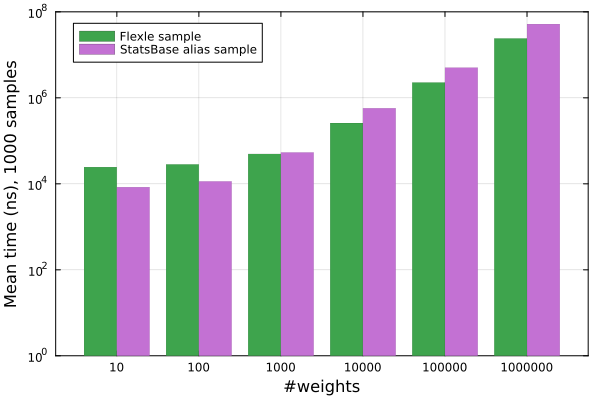 10^8
10^6
10^4
10^2
10^0
Mean time (ns), 1000 samples
Flexle sample
StatsBase alias sample
10 100 1000 10000 100000 1000000
#weights